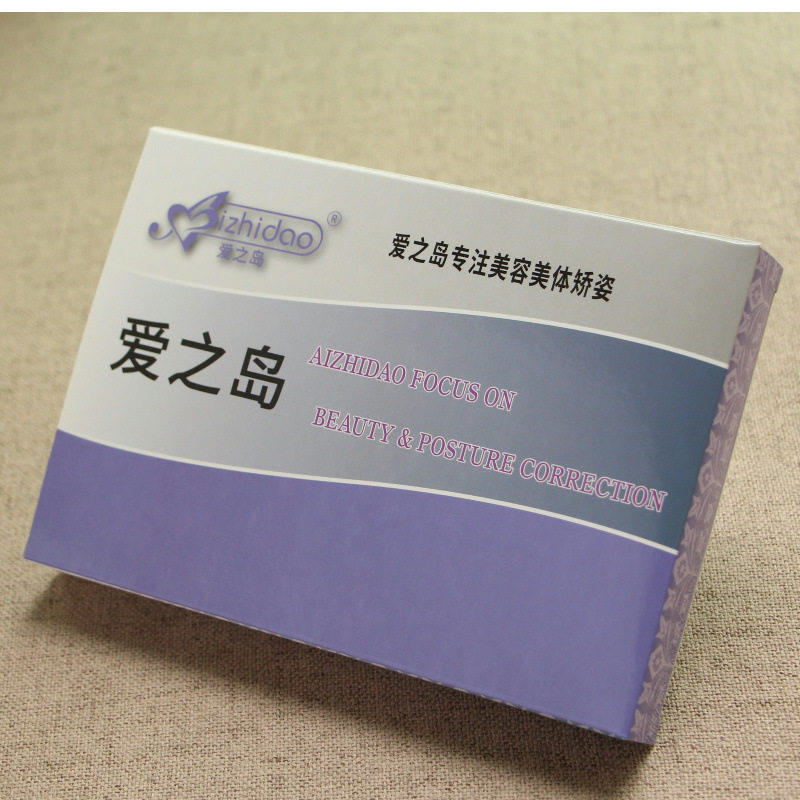 Aizhidao®
爱之岛
爱之岛专注美容美体矫姿
爱之岛
AIZHIDAO FOCUS ON
BEAUTY & POSTURE CORRECTION